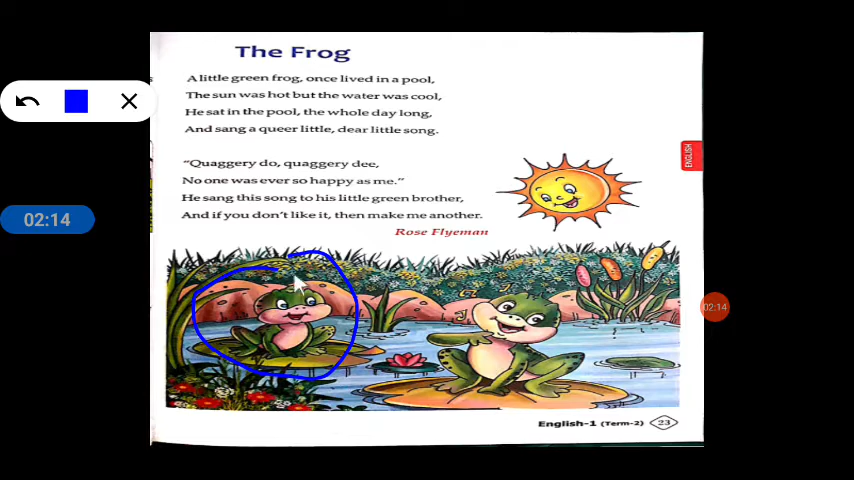 The Frog
A little green frog, once lived in a pool,
The sun was hot but the water was cool,
He sat in the pool, the whole day long,
And sang a queer little, dear little song.
"Quaggery do, quaggery dee,
No one was ever so happy as me."
He sang this song to his little green brother,
And if you don't like it, then make me another.
Rose Flyeman
ENGLISH
02:14
02:14
English-1 (Term-2) 23